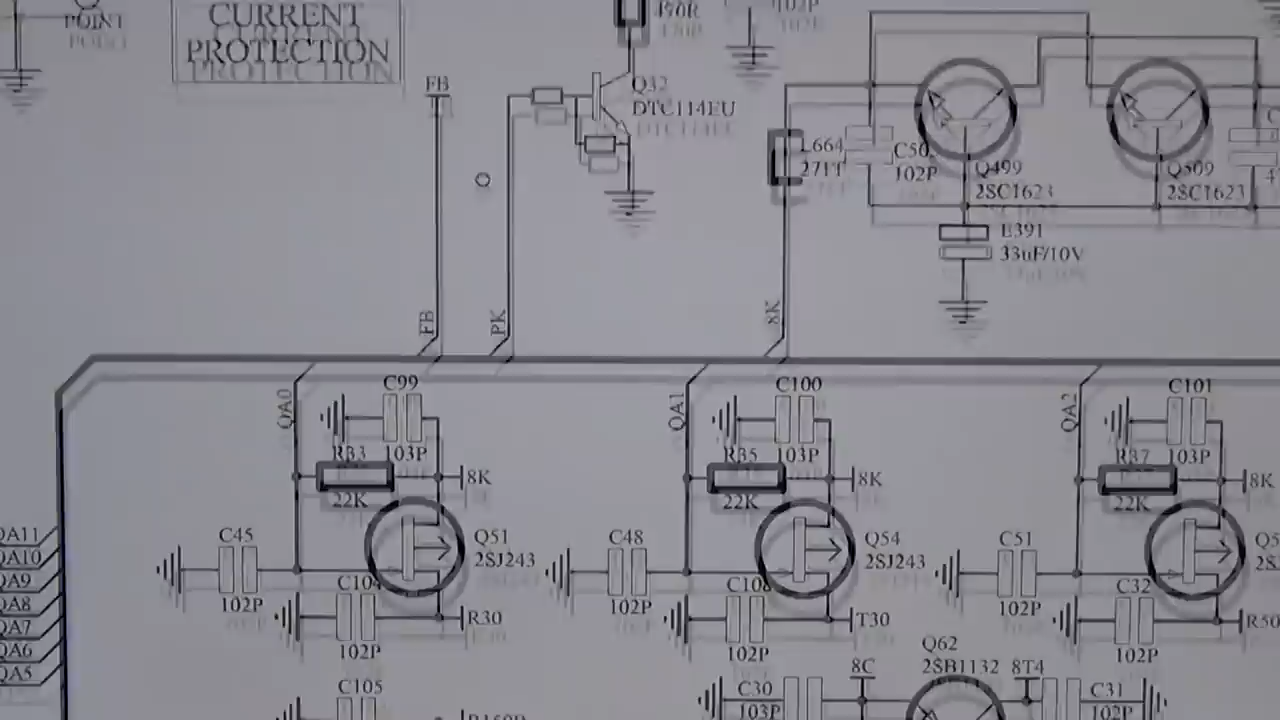 POINT
CURRENT
PROTECTION
FB
Q32
DTC114EU
470R
102P
L664
271T
102P
Q499
2SC1623
Q509
2SC1623
E391
33uF/10V
FB
PK
8K
C99
C100
C101
QA0
QA1
QA2
R33
103P
R35
103P
R37
103P
8K
8K
8K
22K
22K
22K
C45
Q51
2SJ243
C48
Q54
2SJ243
C51
QA11
QA10
QA9
QA8
QA7
QA6
QA5
102P
C104
R30
102P
C108
T30
102P
C32
R50
102P
102P
102P
Q62
2SB1132
8C
8T4
C105
C30
103P
C31
102P